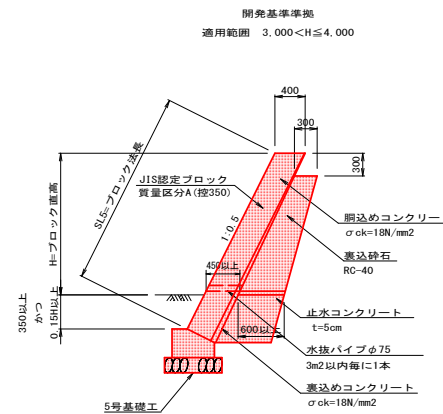 開発基準準拠
適用範囲 3,000<H≦4,000
400
300
300
JIS認定ブロック
質量区分A(控350)
SL5=ブロック法長
H=ブロック直高
1:0.5
胴込めコンクリー
σck=18N/mm2
裏込砕石
RC-40
450以上
350以上
かつ
0.15H以上
止水コンクリート
t=5cm
600以上
水抜パイプφ75
3m2以内毎に1本
裏込めコンクリート
σck=18N/mm2
5号基礎工